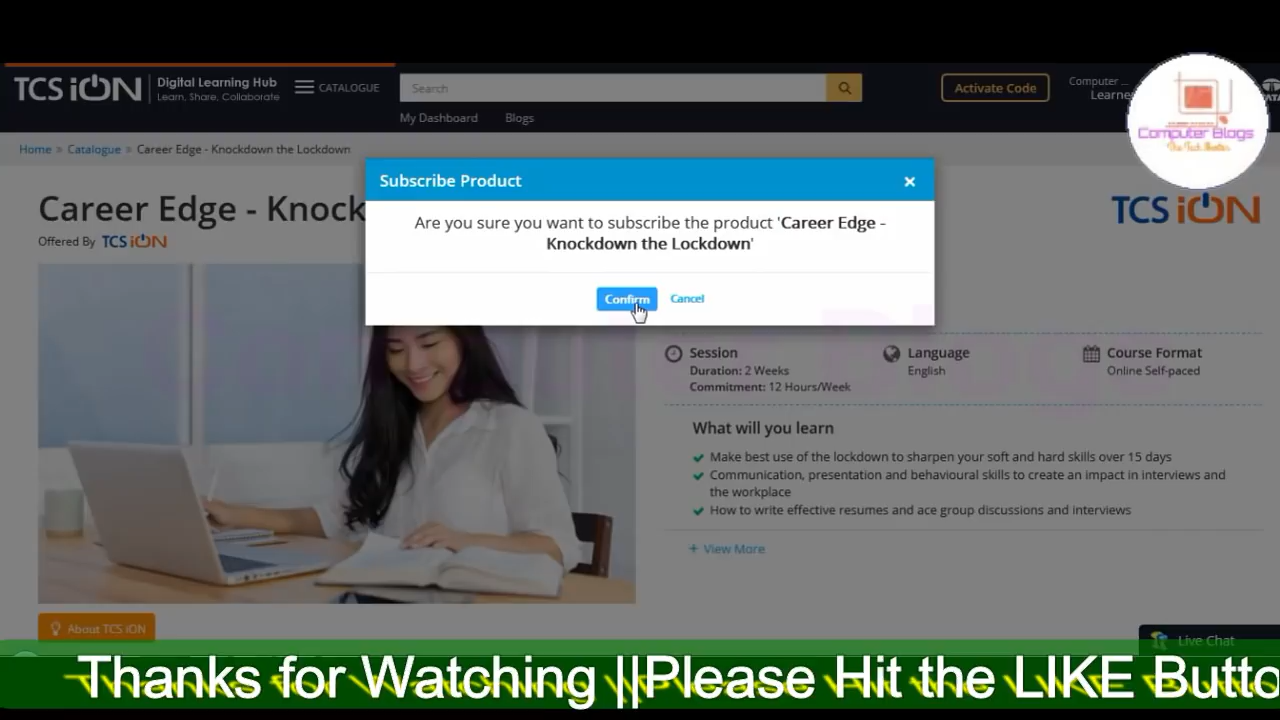 TCS iON
Digital Learning Hub
Learn, Share, Collaborate
CATALOGUE
Search
Activate Code
Computer ...
Learner
My Dashboard
Blogs
Computer Blogs
Home » Catalogue » Career Edge - Knockdown the Lockdown
Subscribe Product
Career Edge - Knock
Offered By TCS iON
Are you sure you want to subscribe the product 'Career Edge -
Knockdown the Lockdown'
Confirm
Cancel
TCS iON
Session
Duration: 2 Weeks
Commitment: 12 Hours/Week
Language
English
Course Format
Online Self-paced
What will you learn
Make best use of the lockdown to sharpen your soft and hard skills over 15 days
Communication, presentation and behavioural skills to create an impact in interviews and
the workplace
How to write effective resumes and ace group discussions and interviews
+ View More
About TCS iON
Live Chat
Thanks for Watching ||Please Hit the LIKE Butto